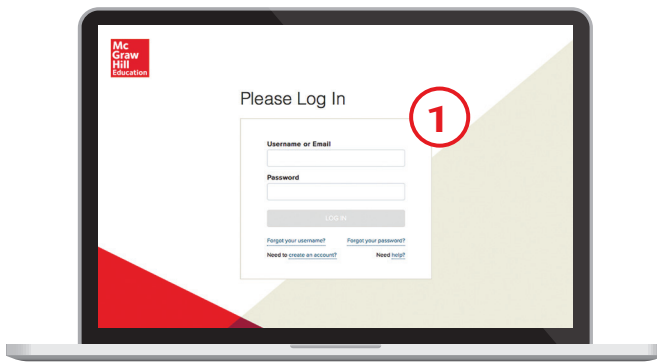 Mc
Graw
Hill
Education
Please Log In
1
Username or Email
Password
LOG IN
Forgot your username? Forgot your password?
Need to create an account? Need help?